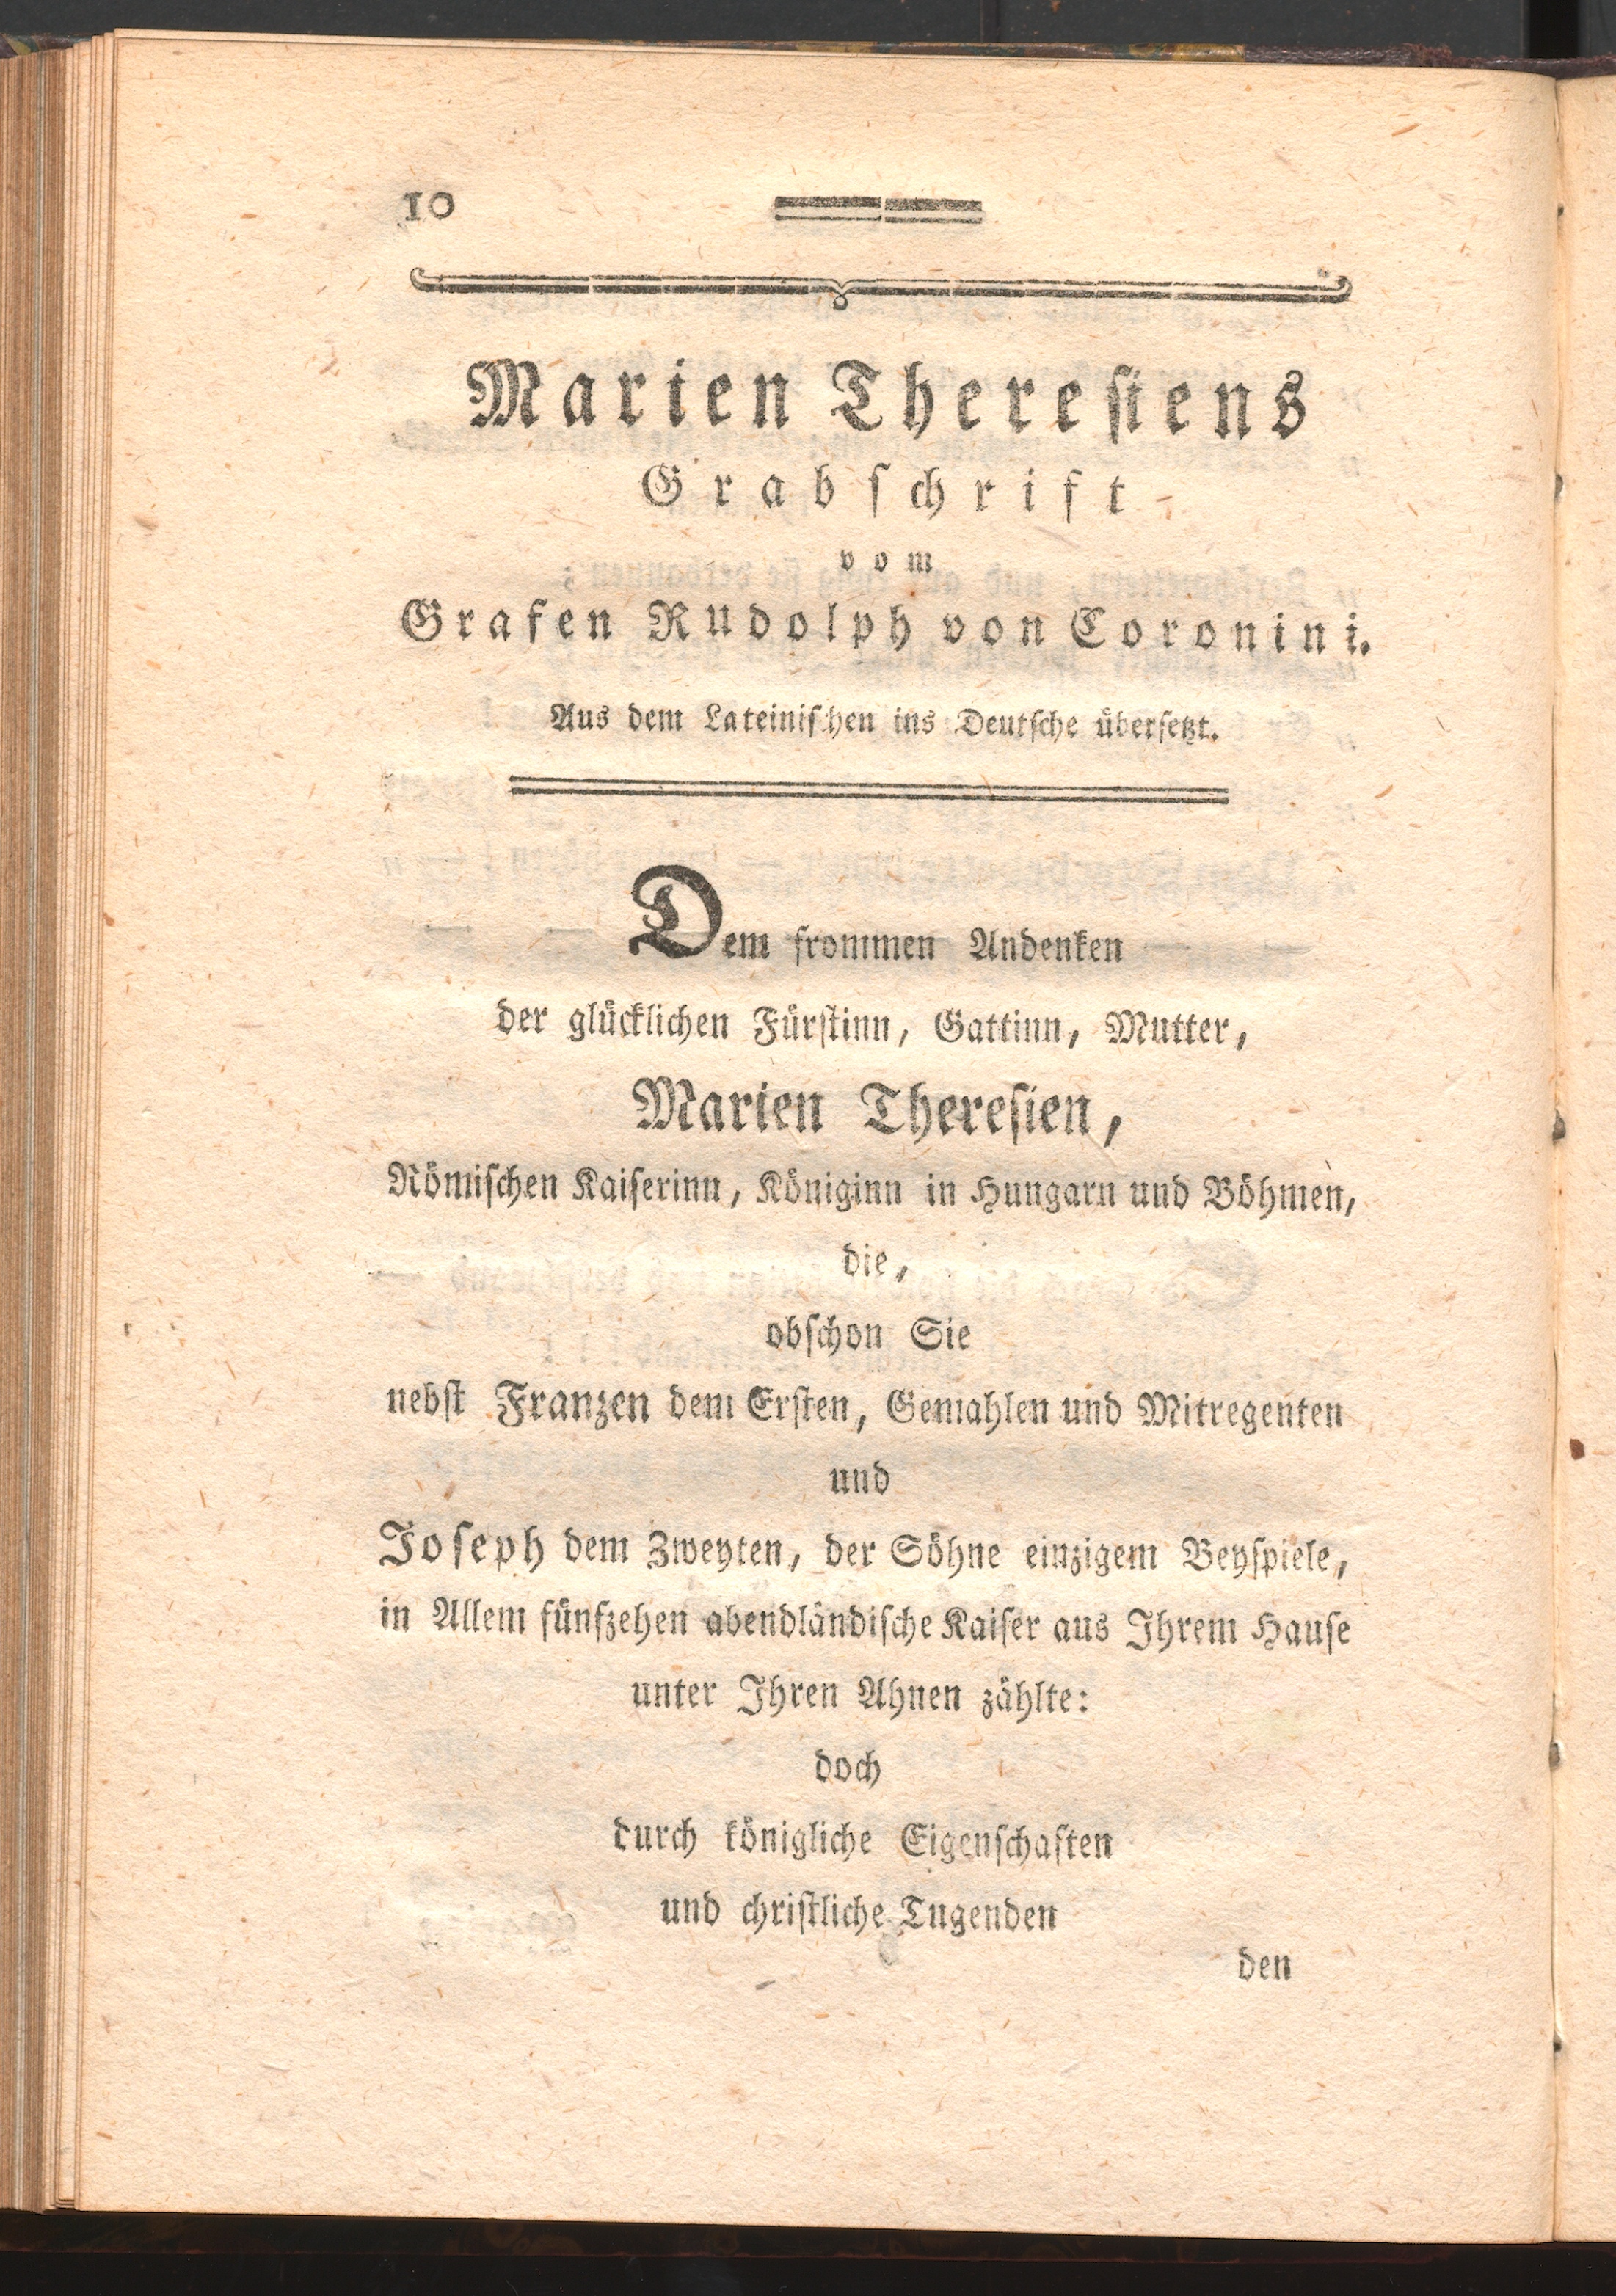 10
Marien Theresiens
Grabschrift
vom
Grafen Rudolph von Coronini.
Aus dem Lateinischen ins Deutsche übersetzt.
Dem frommen Andenken
der glücklichen Fürstinn, Gattinn, Mutter,
Marien Theresien,
Römischen Kaiserinn, Königinn in Hungarn und Böhmen,
die,
obschon Sie
nebst Franzen dem Ersten, Gemahlen und Mitregenten
und
Joseph dem Zweyten, der Söhne einzigem Beyspiele,
in Allem fünfzehen abendländische Kaiser aus Ihrem Hause
unter Ihren Ahnen zählte:
doch
durch königliche Eigenschaften
und christliche Tugenden
den